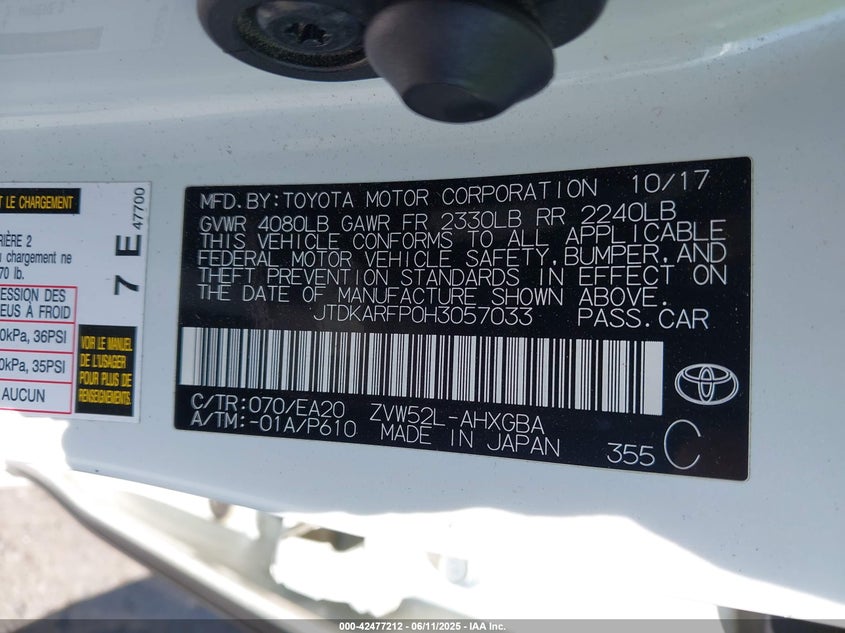 MFD. BY: TOYOTA MOTOR CORPORATION 10/17
GVWR 4080LB GAWR FR 2330LB RR 2240LB
THIS VEHICLE CONFORMS TO ALL APPLICABLE
FEDERAL MOTOR VEHICLE SAFETY, BUMPER, AND
THEFT PREVENTION STANDARDS IN EFFECT ON
THE DATE OF MANUFACTURE SHOWN ABOVE.
JTDKARFP0H3057033 PASS.CAR
C/TR: 070/EA20 ZVW52L-AHXGBA
A/TM: -01A/P610 MADE IN JAPAN 355 C
TOYOTA
T LE CHARGEMENT
RIÈRE 2
u chargement ne
70 lb.
ESSION DES
EUS À FROID
0kPa, 36PSI
0kPa, 35PSI
AUCUN
7 E 47700
VOIR LE MANUEL
DE L'USAGER
POUR PLUS DE
RENSEIGNEMENTS
000-42477212 - 06/11/2025 - IAA Inc.